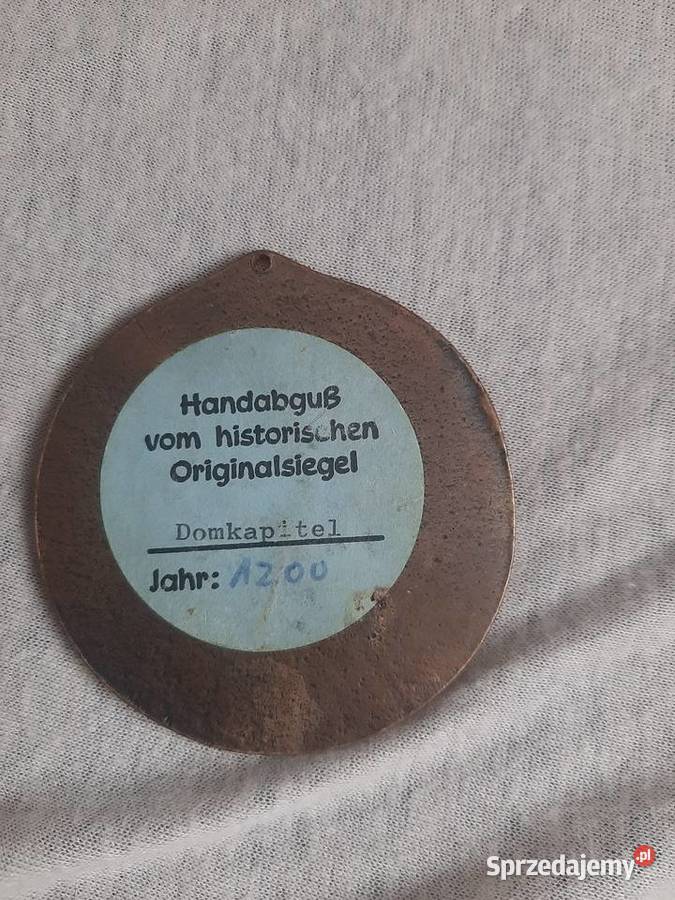 Handabguß
vom historischen
Originalsiegel
Domkapitel
Jahr: 1200
Sprzedajemy.pl